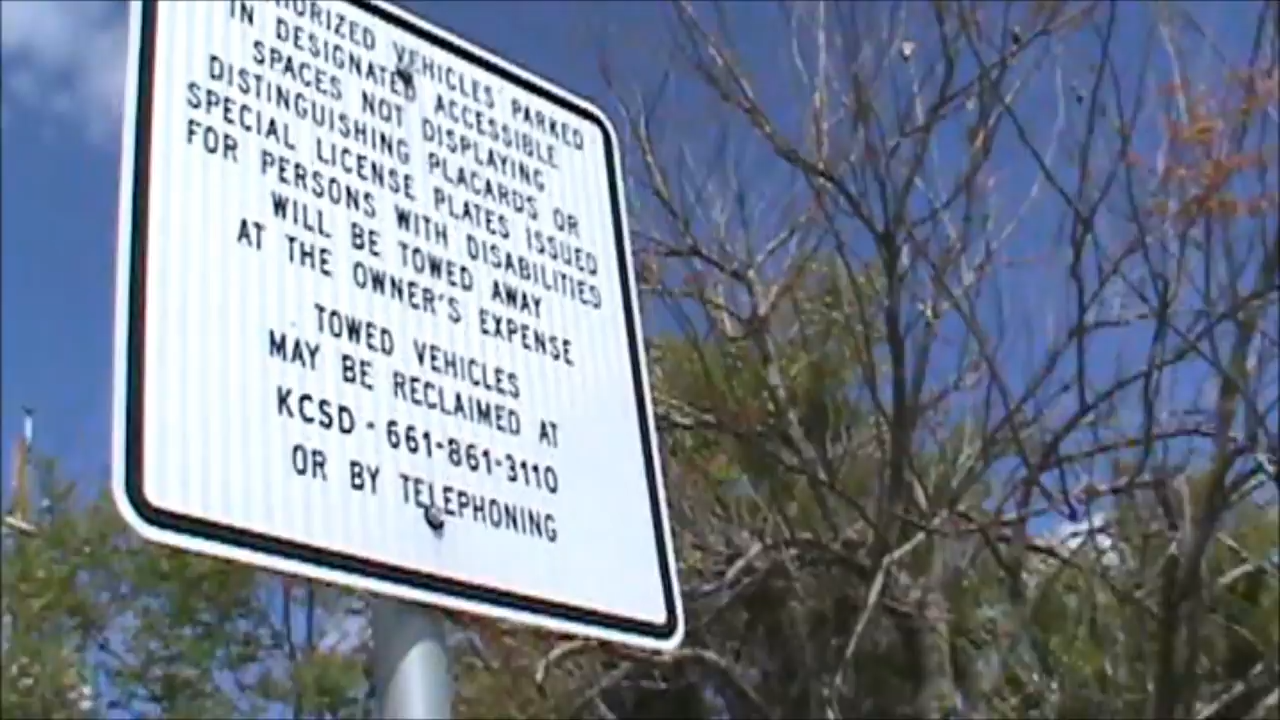 VEHICLES PARKED
IN DESIGNATED ACCESSIBLE
SPACES NOT DISPLAYING
DISTINGUISHING PLACARDS OR
SPECIAL LICENSE PLATES ISSUED
FOR PERSONS WITH DISABILITIES
WILL BE TOWED AWAY
AT THE OWNER'S EXPENSE
TOWED VEHICLES
MAY BE RECLAIMED AT
KCSD - 661-861-3110
OR BY TELEPHONING